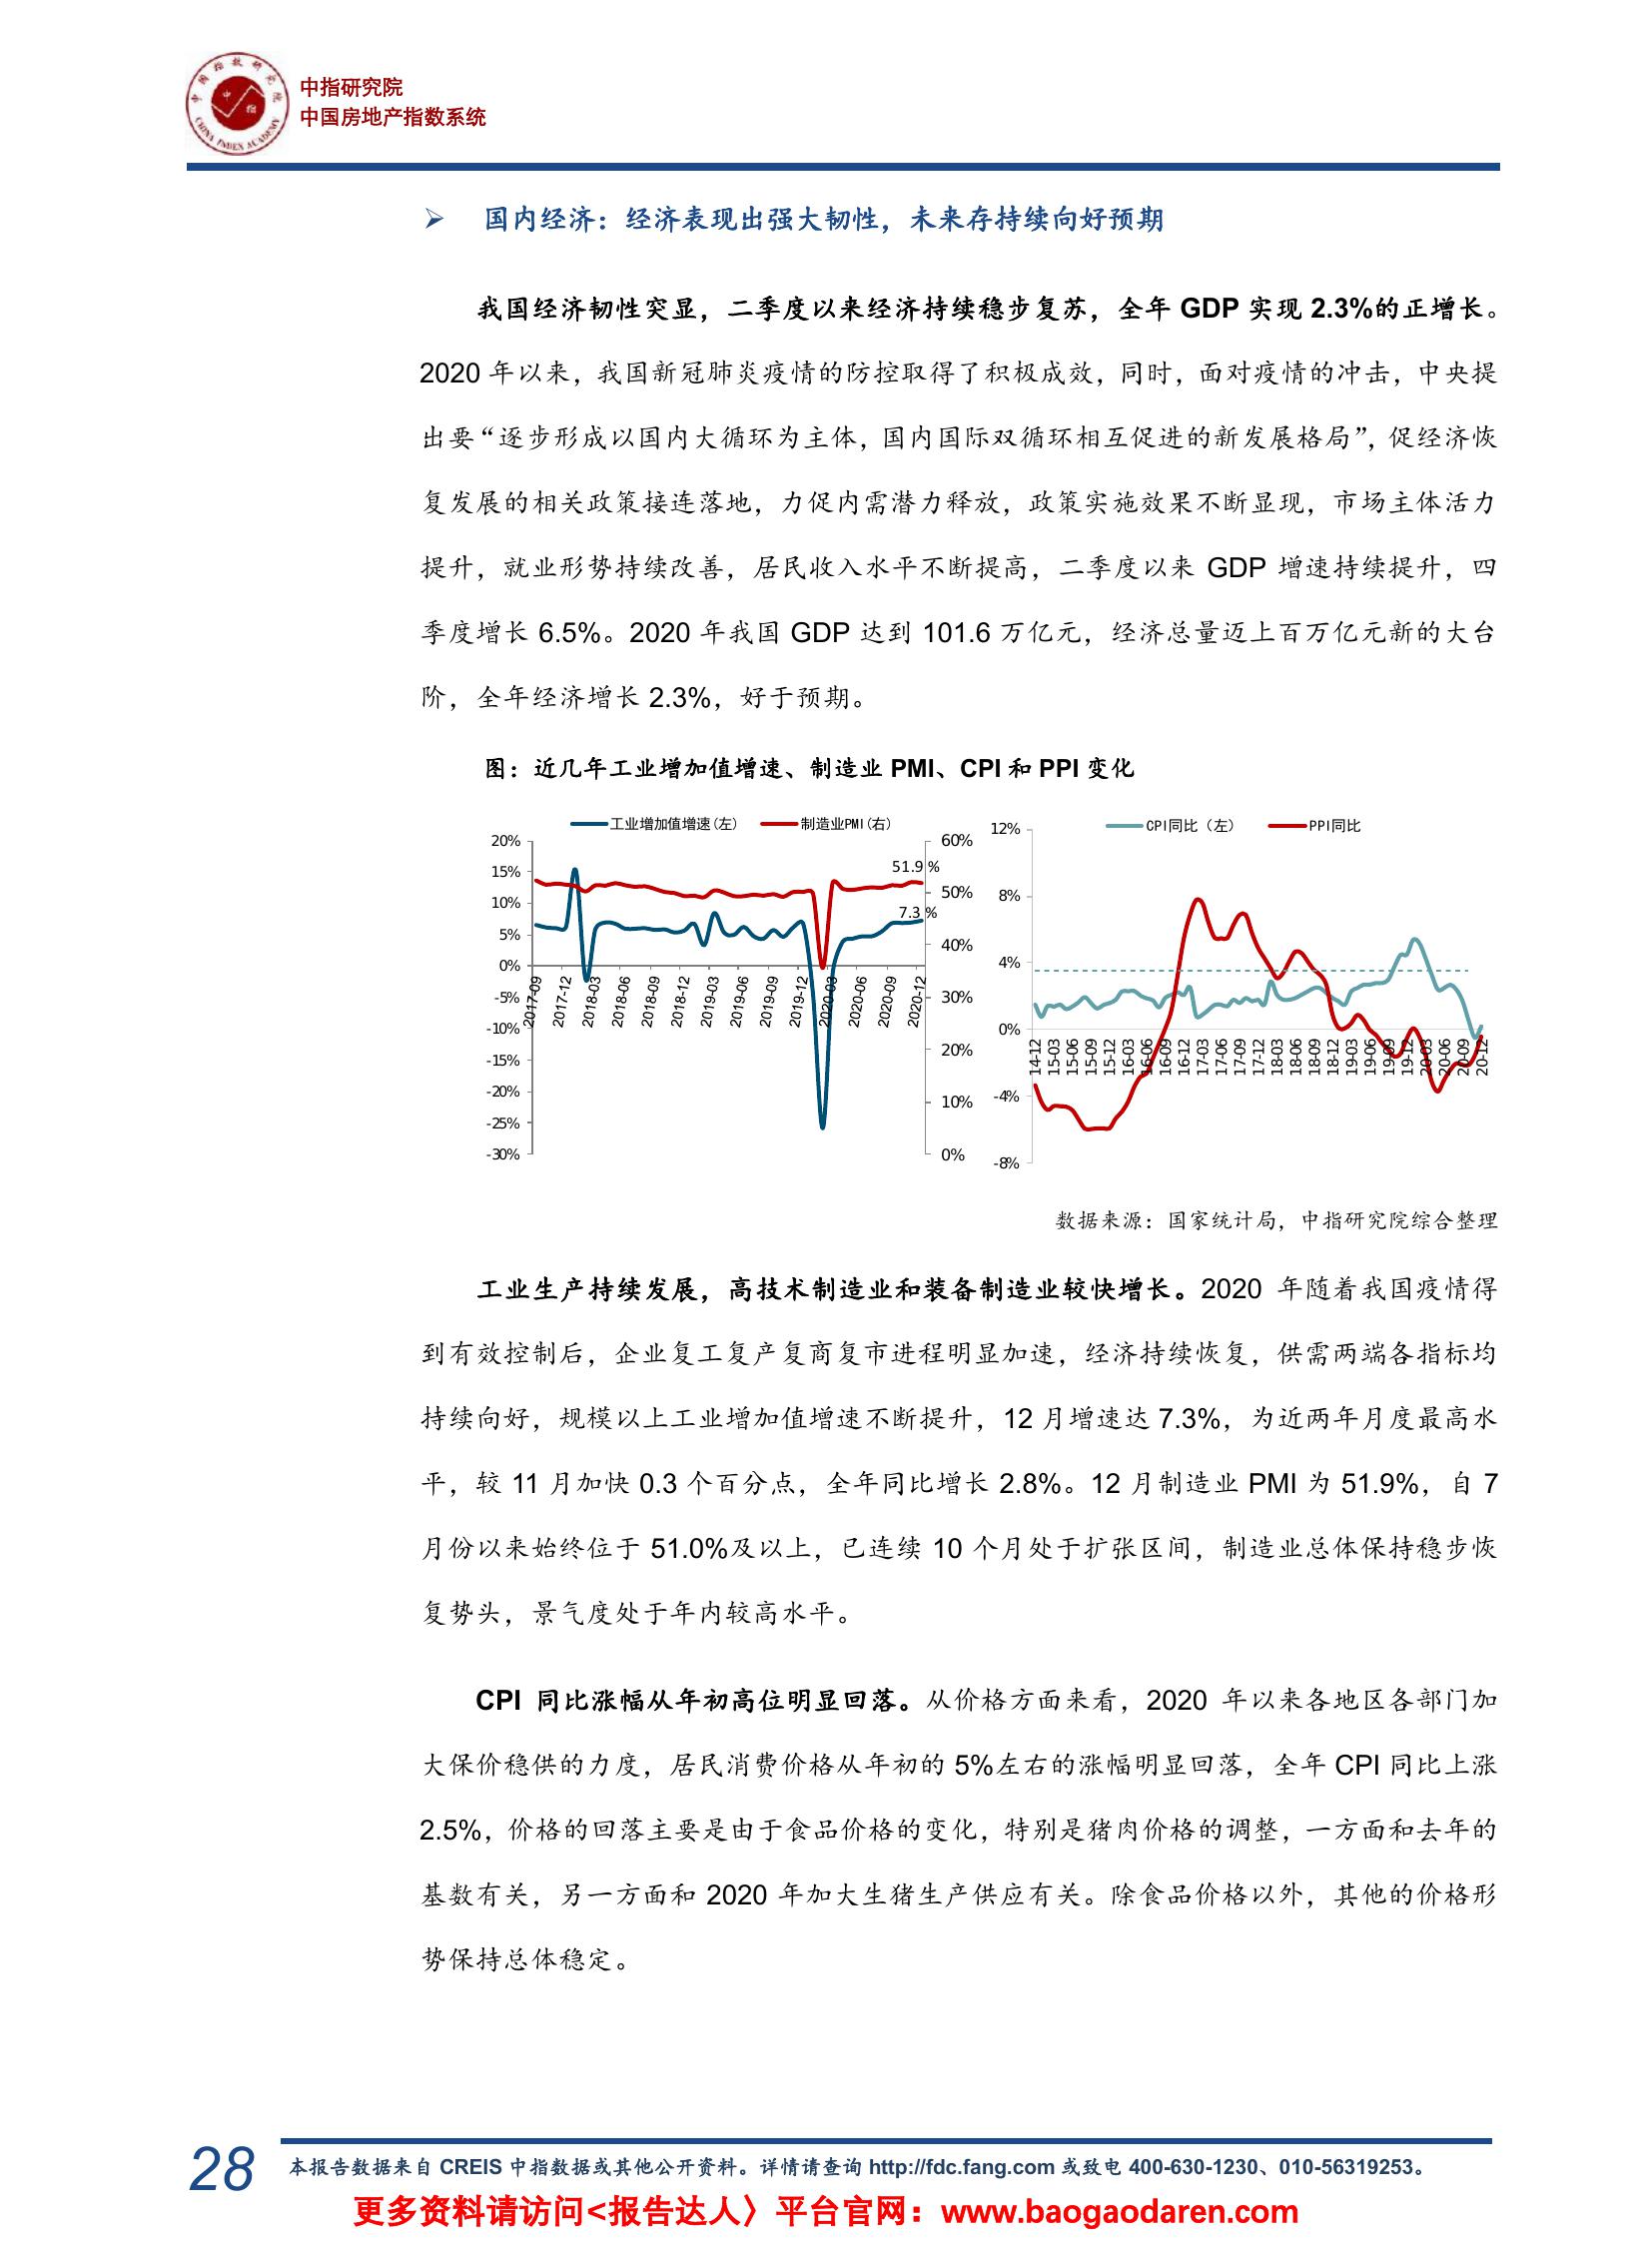 中国指数研究院
中 指
CHINA INDEX ACADEMY
中指研究院
中国房地产指数系统
➢ 国内经济：经济表现出强大韧性，未来存持续向好预期
我国经济韧性突显，二季度以来经济持续稳步复苏，全年 GDP 实现 2.3%的正增长。
2020 年以来，我国新冠肺炎疫情的防控取得了积极成效，同时，面对疫情的冲击，中央提
出要“逐步形成以国内大循环为主体，国内国际双循环相互促进的新发展格局”，促经济恢
复发展的相关政策接连落地，力促内需潜力释放，政策实施效果不断显现，市场主体活力
提升，就业形势持续改善，居民收入水平不断提高，二季度以来 GDP 增速持续提升，四
季度增长 6.5%。2020 年我国 GDP 达到 101.6 万亿元，经济总量迈上百万亿元新的大台
阶，全年经济增长 2.3%，好于预期。
图：近几年工业增加值增速、制造业 PMI、CPI 和 PPI 变化
工业增加值增速(左) 制造业PMI(右)
20%
15%
10%
5%
0%
-5%
-10%
-15%
-20%
-25%
-30%
60%
50%
40%
30%
20%
10%
0%
51.9%
7.3%
2017-09 2017-12 2018-03 2018-06 2018-09 2018-12 2019-03 2019-06 2019-09 2019-12 2020-03 2020-06 2020-09 2020-12
CPI同比（左） PPI同比
12%
8%
4%
0%
-4%
-8%
14-12 15-03 15-06 15-09 15-12 16-03 16-06 16-09 16-12 17-03 17-06 17-09 17-12 18-03 18-06 18-09 18-12 19-03 19-06 19-09 19-12 20-03 20-06 20-09 20-12
数据来源：国家统计局，中指研究院综合整理
工业生产持续发展，高技术制造业和装备制造业较快增长。2020 年随着我国疫情得
到有效控制后，企业复工复产复商复市进程明显加速，经济持续恢复，供需两端各指标均
持续向好，规模以上工业增加值增速不断提升，12 月增速达 7.3%，为近两年月度最高水
平，较 11 月加快 0.3 个百分点，全年同比增长 2.8%。12 月制造业 PMI 为 51.9%，自 7
月份以来始终位于 51.0%及以上，已连续 10 个月处于扩张区间，制造业总体保持稳步恢
复势头，景气度处于年内较高水平。
CPI 同比涨幅从年初高位明显回落。从价格方面来看，2020 年以来各地区各部门加
大保价稳供的力度，居民消费价格从年初的 5%左右的涨幅明显回落，全年 CPI 同比上涨
2.5%，价格的回落主要是由于食品价格的变化，特别是猪肉价格的调整，一方面和去年的
基数有关，另一方面和 2020 年加大生猪生产供应有关。除食品价格以外，其他的价格形
势保持总体稳定。
28
本报告数据来自 CREIS 中指数据或其他公开资料。详情请查询 http://fdc.fang.com 或致电 400-630-1230、010-56319253。
更多资料请访问<报告达人〉平台官网：www.baogaodaren.com